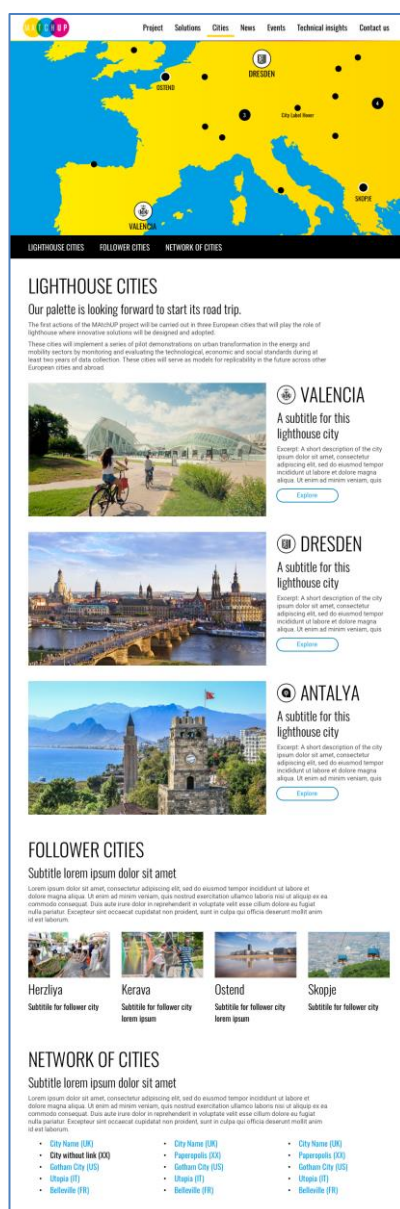 MATCHUP
Project Solutions Cities News Events Technical insights Contact us
DRESDEN
OSTEND
3
4
City Label Hover
SKOPJE
VALENCIA
LIGHTHOUSE CITIES FOLLOWER CITIES NETWORK OF CITIES
LIGHTHOUSE CITIES
Our palette is looking forward to start its road trip.
The first actions of the MAtchUP project will be carried out in three European cities that will play the role of
lighthouse where innovative solutions will be designed and adopted.
These cities will implement a series of pilot demonstrations on urban transformation in the energy and
mobility sectors by monitoring and evaluating the technological, economic and social standards during at
least two years of data collection. These cities will serve as models for replicability in the future across other
European cities and abroad
VALENCIA
A subtitle for this
lighthouse city
Excerpt: A short description of the city
ipsum dolor sit amet, consectetur
adipiscing elit, sed do eiusmod tempor
incididunt ut labore et dolore magna
aliqua. Ut enim ad minim veniam, quis
Explore
DRESDEN
A subtitle for this
lighthouse city
Excerpt: A short description of the city
ipsum dolor sit amet, consectetur
adipiscing elit, sed do eiusmod tempor
incididunt ut labore et dolore magna
aliqua. Ut enim ad minim veniam, quis
Explore
ANTALYA
A subtitle for this
lighthouse city
Excerpt: A short description of the city
ipsum dolor sit amet, consectetur
adipiscing elit, sed do eiusmod tempor
incididunt ut labore et dolore magna
aliqua. Ut enim ad minim veniam, quis
Explore
FOLLOWER CITIES
Subtitle lorem ipsum dolor sit amet
Lorem ipsum dolor sit amet, consectetur adipiscing elit, sed do eiusmod tempor incididunt ut labore et
dolore magna aliqua. Ut enim ad minim veniam, quis nostrud exercitation ullamco laboris nisi ut aliquip ex ea
commodo consequat. Duis aute irure dolor in reprehenderit in voluptate velit esse cillum dolore eu fugiat
nulla pariatur. Excepteur sint occaecat cupidatat non proident, sunt in culpa qui officia deserunt mollit anim
id est laborum.
Herzliya Kerava Ostend Skopje
Subtitile for follower city Subtitile for follower city Subtitile for follower city Subtitile for follower city
lorem ipsum lorem ipsum
NETWORK OF CITIES
Subtitle lorem ipsum dolor sit amet
Lorem ipsum dolor sit amet, consectetur adipiscing elit, sed do eiusmod tempor incididunt ut labore et
dolore magna aliqua. Ut enim ad minim veniam, quis nostrud exercitation ullamco laboris nisi ut aliquip ex ea
commodo consequat. Duis aute irure dolor in reprehenderit in voluptate velit esse cillum dolore eu fugiat
nulla pariatur. Excepteur sint occaecat cupidatat non proident, sunt in culpa qui officia deserunt mollit anim
id est laborum.
• City Name (UK) • City Name (UK) • City Name (UK)
• City without link (XX) • Paperopolis (XX) • Paperopolis (XX)
• Gotham City (US) • Gotham City (US) • Gotham City (US)
• Utopia (IT) • Utopia (IT) • Utopia (IT)
• Belleville (FR) • Belleville (FR) • Belleville (FR)